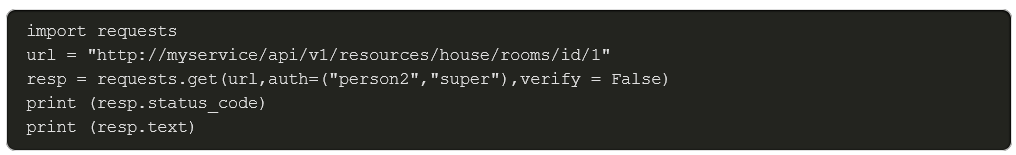 import requests
url = "http://myservice/api/v1/resources/house/rooms/id/1"
resp = requests.get(url,auth=("person2","super"),verify = False)
print (resp.status_code)
print (resp.text)